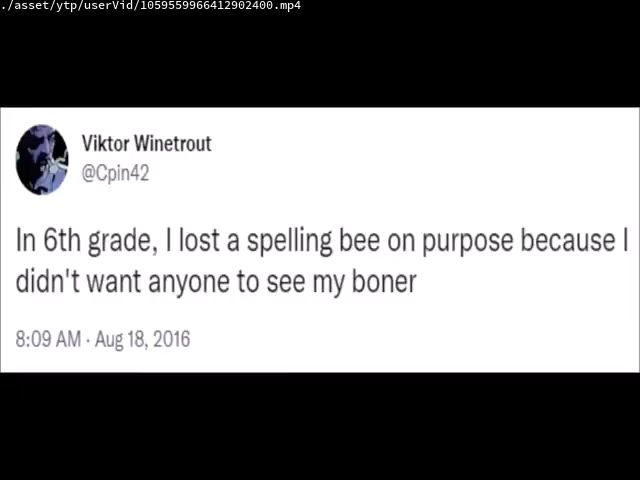 ./asset/ytp/userVid/1059559966412902400.mp4
Viktor Winetrout
@Cpin42
In 6th grade, I lost a spelling bee on purpose because I
didn't want anyone to see my boner
8:09 AM · Aug 18, 2016